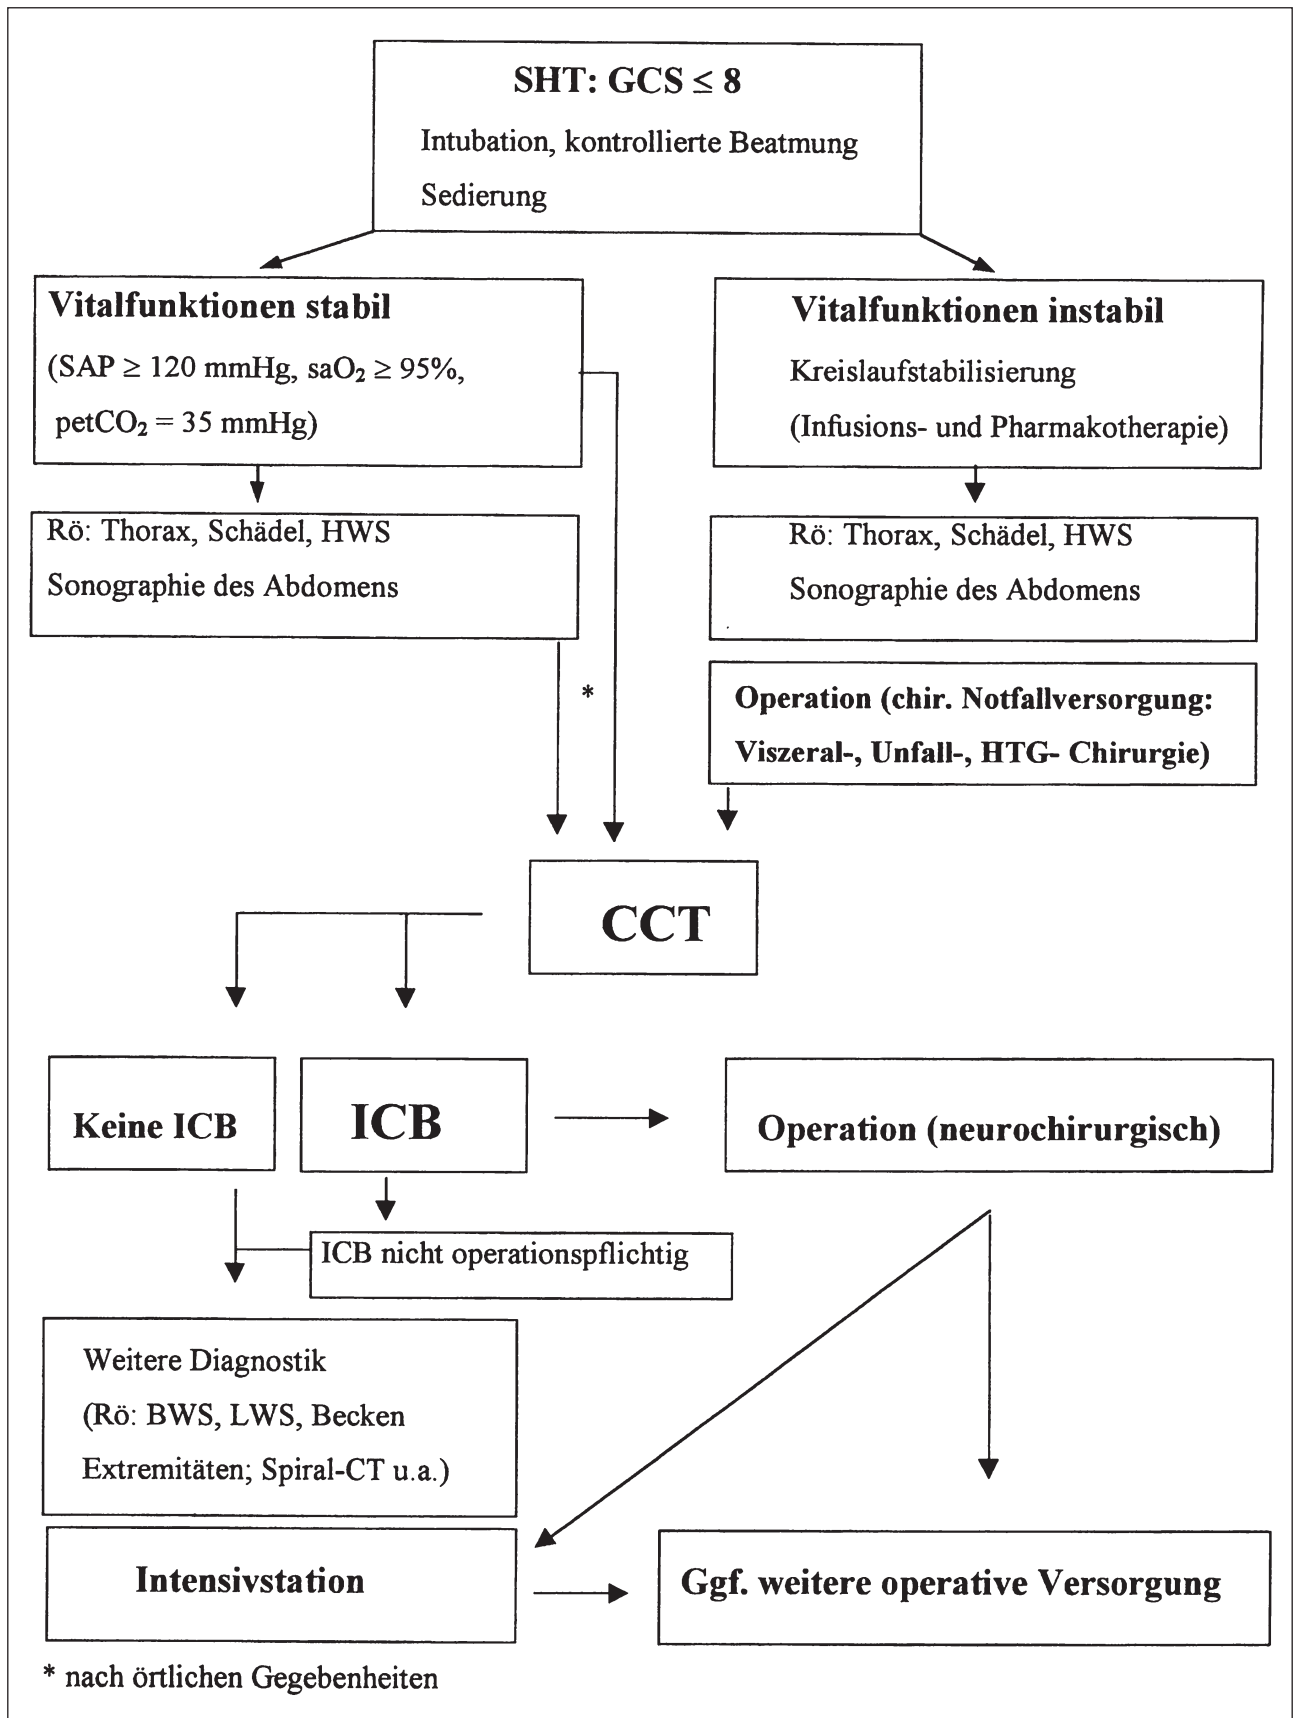 SHT: GCS ≤ 8
Intubation, kontrollierte Beatmung
Sedierung
Vitalfunktionen stabil
(SAP ≥ 120 mmHg, saO₂ ≥ 95%,
petCO₂ = 35 mmHg)
Vitalfunktionen instabil
Kreislaufstabilisierung
(Infusions- und Pharmakotherapie)
Rö: Thorax, Schädel, HWS
Sonographie des Abdomens
Rö: Thorax, Schädel, HWS
Sonographie des Abdomens
*
Operation (chir. Notfallversorgung:
Viszeral-, Unfall-, HTG- Chirurgie)
CCT
Keine ICB
ICB
Operation (neurochirurgisch)
ICB nicht operationspflichtig
Weitere Diagnostik
(Rö: BWS, LWS, Becken
Extremitäten; Spiral-CT u.a.)
Intensivstation
Ggf. weitere operative Versorgung
* nach örtlichen Gegebenheiten